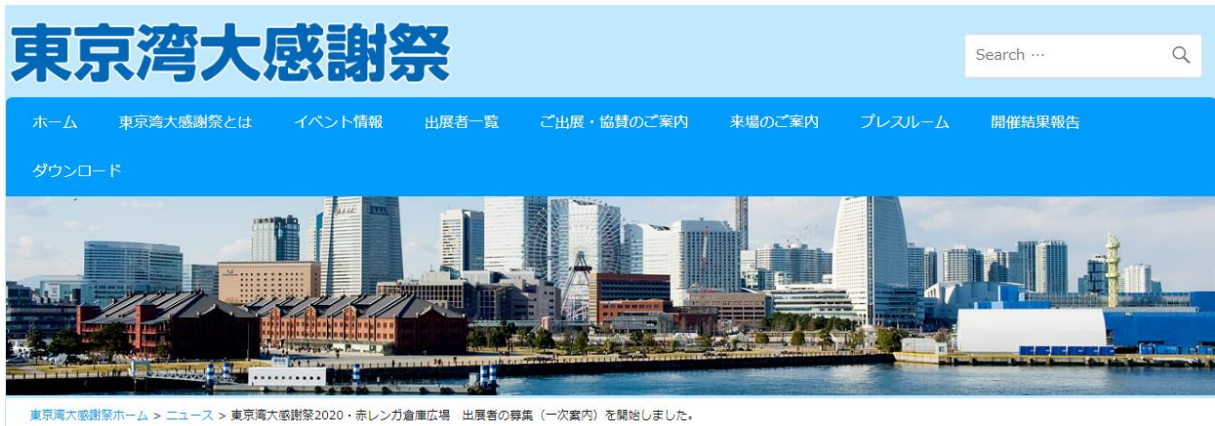 東京湾大感謝祭
Search …
ホーム 東京湾大感謝祭とは イベント情報 出展者一覧 ご出展・協賛のご案内 来場のご案内 プレスルーム 開催結果報告
ダウンロード
東京湾大感謝祭ホーム > ニュース > 東京湾大感謝祭2020・赤レンガ倉庫広場 出展者の募集（一次案内）を開始しました。